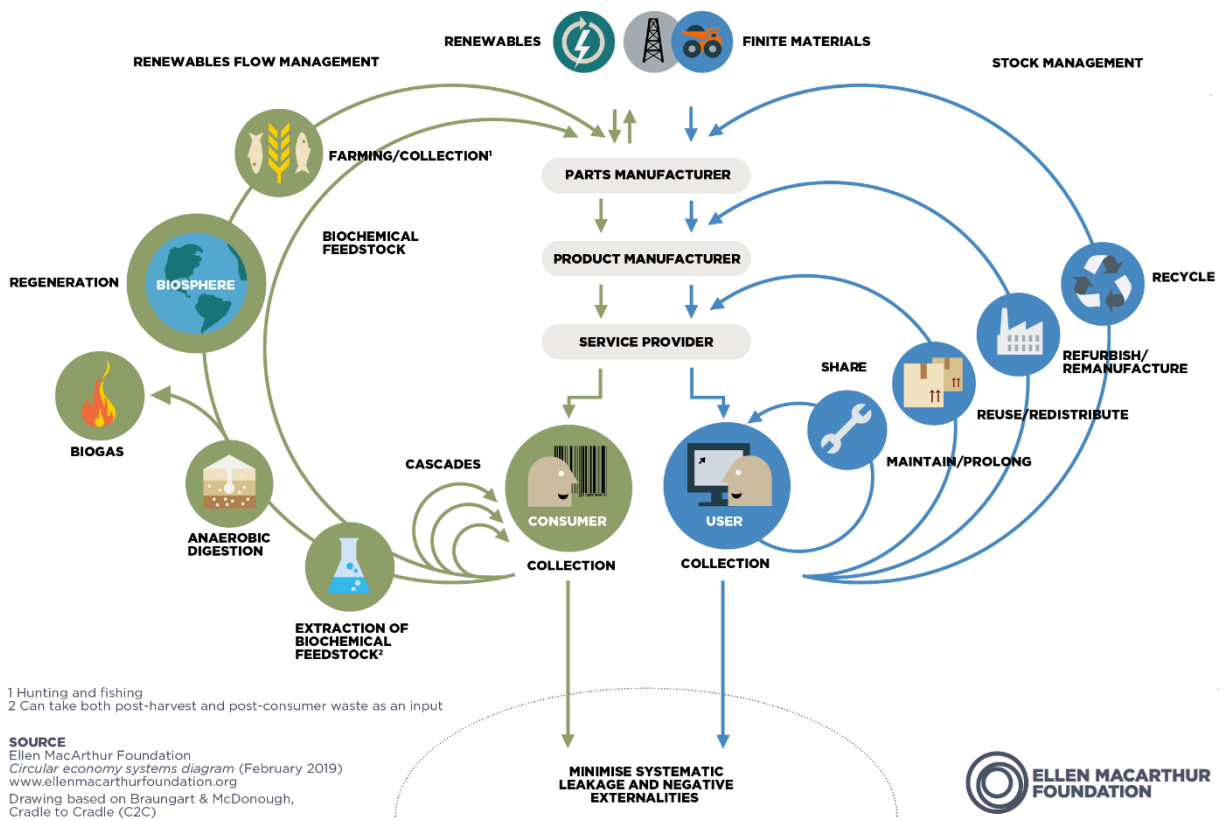 RENEWABLES
FINITE MATERIALS
RENEWABLES FLOW MANAGEMENT
STOCK MANAGEMENT
FARMING/COLLECTION¹
PARTS MANUFACTURER
BIOCHEMICAL
FEEDSTOCK
PRODUCT MANUFACTURER
REGENERATION
BIOSPHERE
RECYCLE
SERVICE PROVIDER
SHARE
REFURBISH/
REMANUFACTURE
REUSE/REDISTRIBUTE
BIOGAS
CASCADES
MAINTAIN/PROLONG
CONSUMER
USER
ANAEROBIC
DIGESTION
COLLECTION
COLLECTION
EXTRACTION OF
BIOCHEMICAL
FEEDSTOCK²
1 Hunting and fishing
2 Can take both post-harvest and post-consumer waste as an input
SOURCE
Ellen MacArthur Foundation
Circular economy systems diagram (February 2019)
www.ellenmacarthurfoundation.org
Drawing based on Braungart & McDonough,
Cradle to Cradle (C2C)
MINIMISE SYSTEMATIC
LEAKAGE AND NEGATIVE
EXTERNALITIES
ELLEN MACARTHUR
FOUNDATION